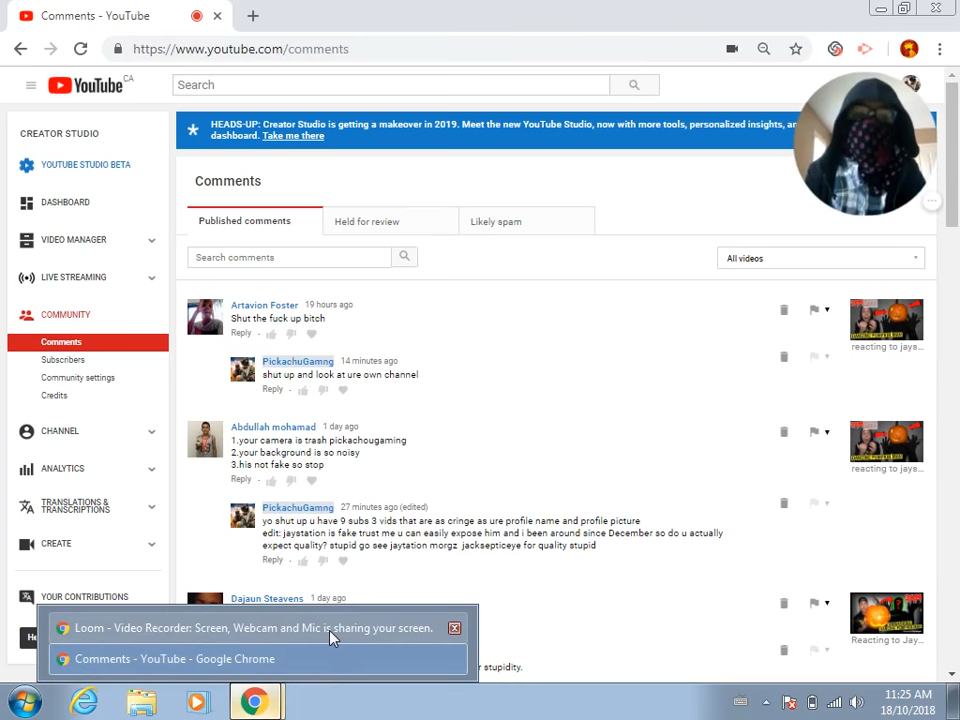 Comments - YouTube
https://www.youtube.com/comments
YouTube CA
Search
CREATOR STUDIO
YOUTUBE STUDIO BETA
DASHBOARD
VIDEO MANAGER
LIVE STREAMING
COMMUNITY
Comments
Subscribers
Community settings
Credits
CHANNEL
ANALYTICS
TRANSLATIONS &
TRANSCRIPTIONS
CREATE
YOUR CONTRIBUTIONS
HEADS-UP: Creator Studio is getting a makeover in 2019. Meet the new YouTube Studio, now with more tools, personalized insights,
dashboard. Take me there
Comments
Published comments
Held for review
Likely spam
Search comments
All videos
Artavion Foster 19 hours ago
Shut the fuck up bitch
Reply
reacting to jays...
PickachuGamng 14 minutes ago
shut up and look at ure own channel
Reply
Abdullah mohamad 1 day ago
1.your camera is trash pickachougaming
2.your background is so noisy
3.his not fake so stop
Reply
reacting to jays...
PickachuGamng 27 minutes ago (edited)
yo shut up u have 9 subs 3 vids that are as cringe as ure profile name and profile picture
edit: jaystation is fake trust me u can easily expose him and i been around since December so do u actually
expect quality? stupid go see jaytation morgz jacksepticeye for quality stupid
Reply
Dajaun Steavens 1 day ago
Reacting to Jay...
r stupidity.
Loom - Video Recorder: Screen, Webcam and Mic is sharing your screen.
Comments - YouTube - Google Chrome
11:25 AM
18/10/2018